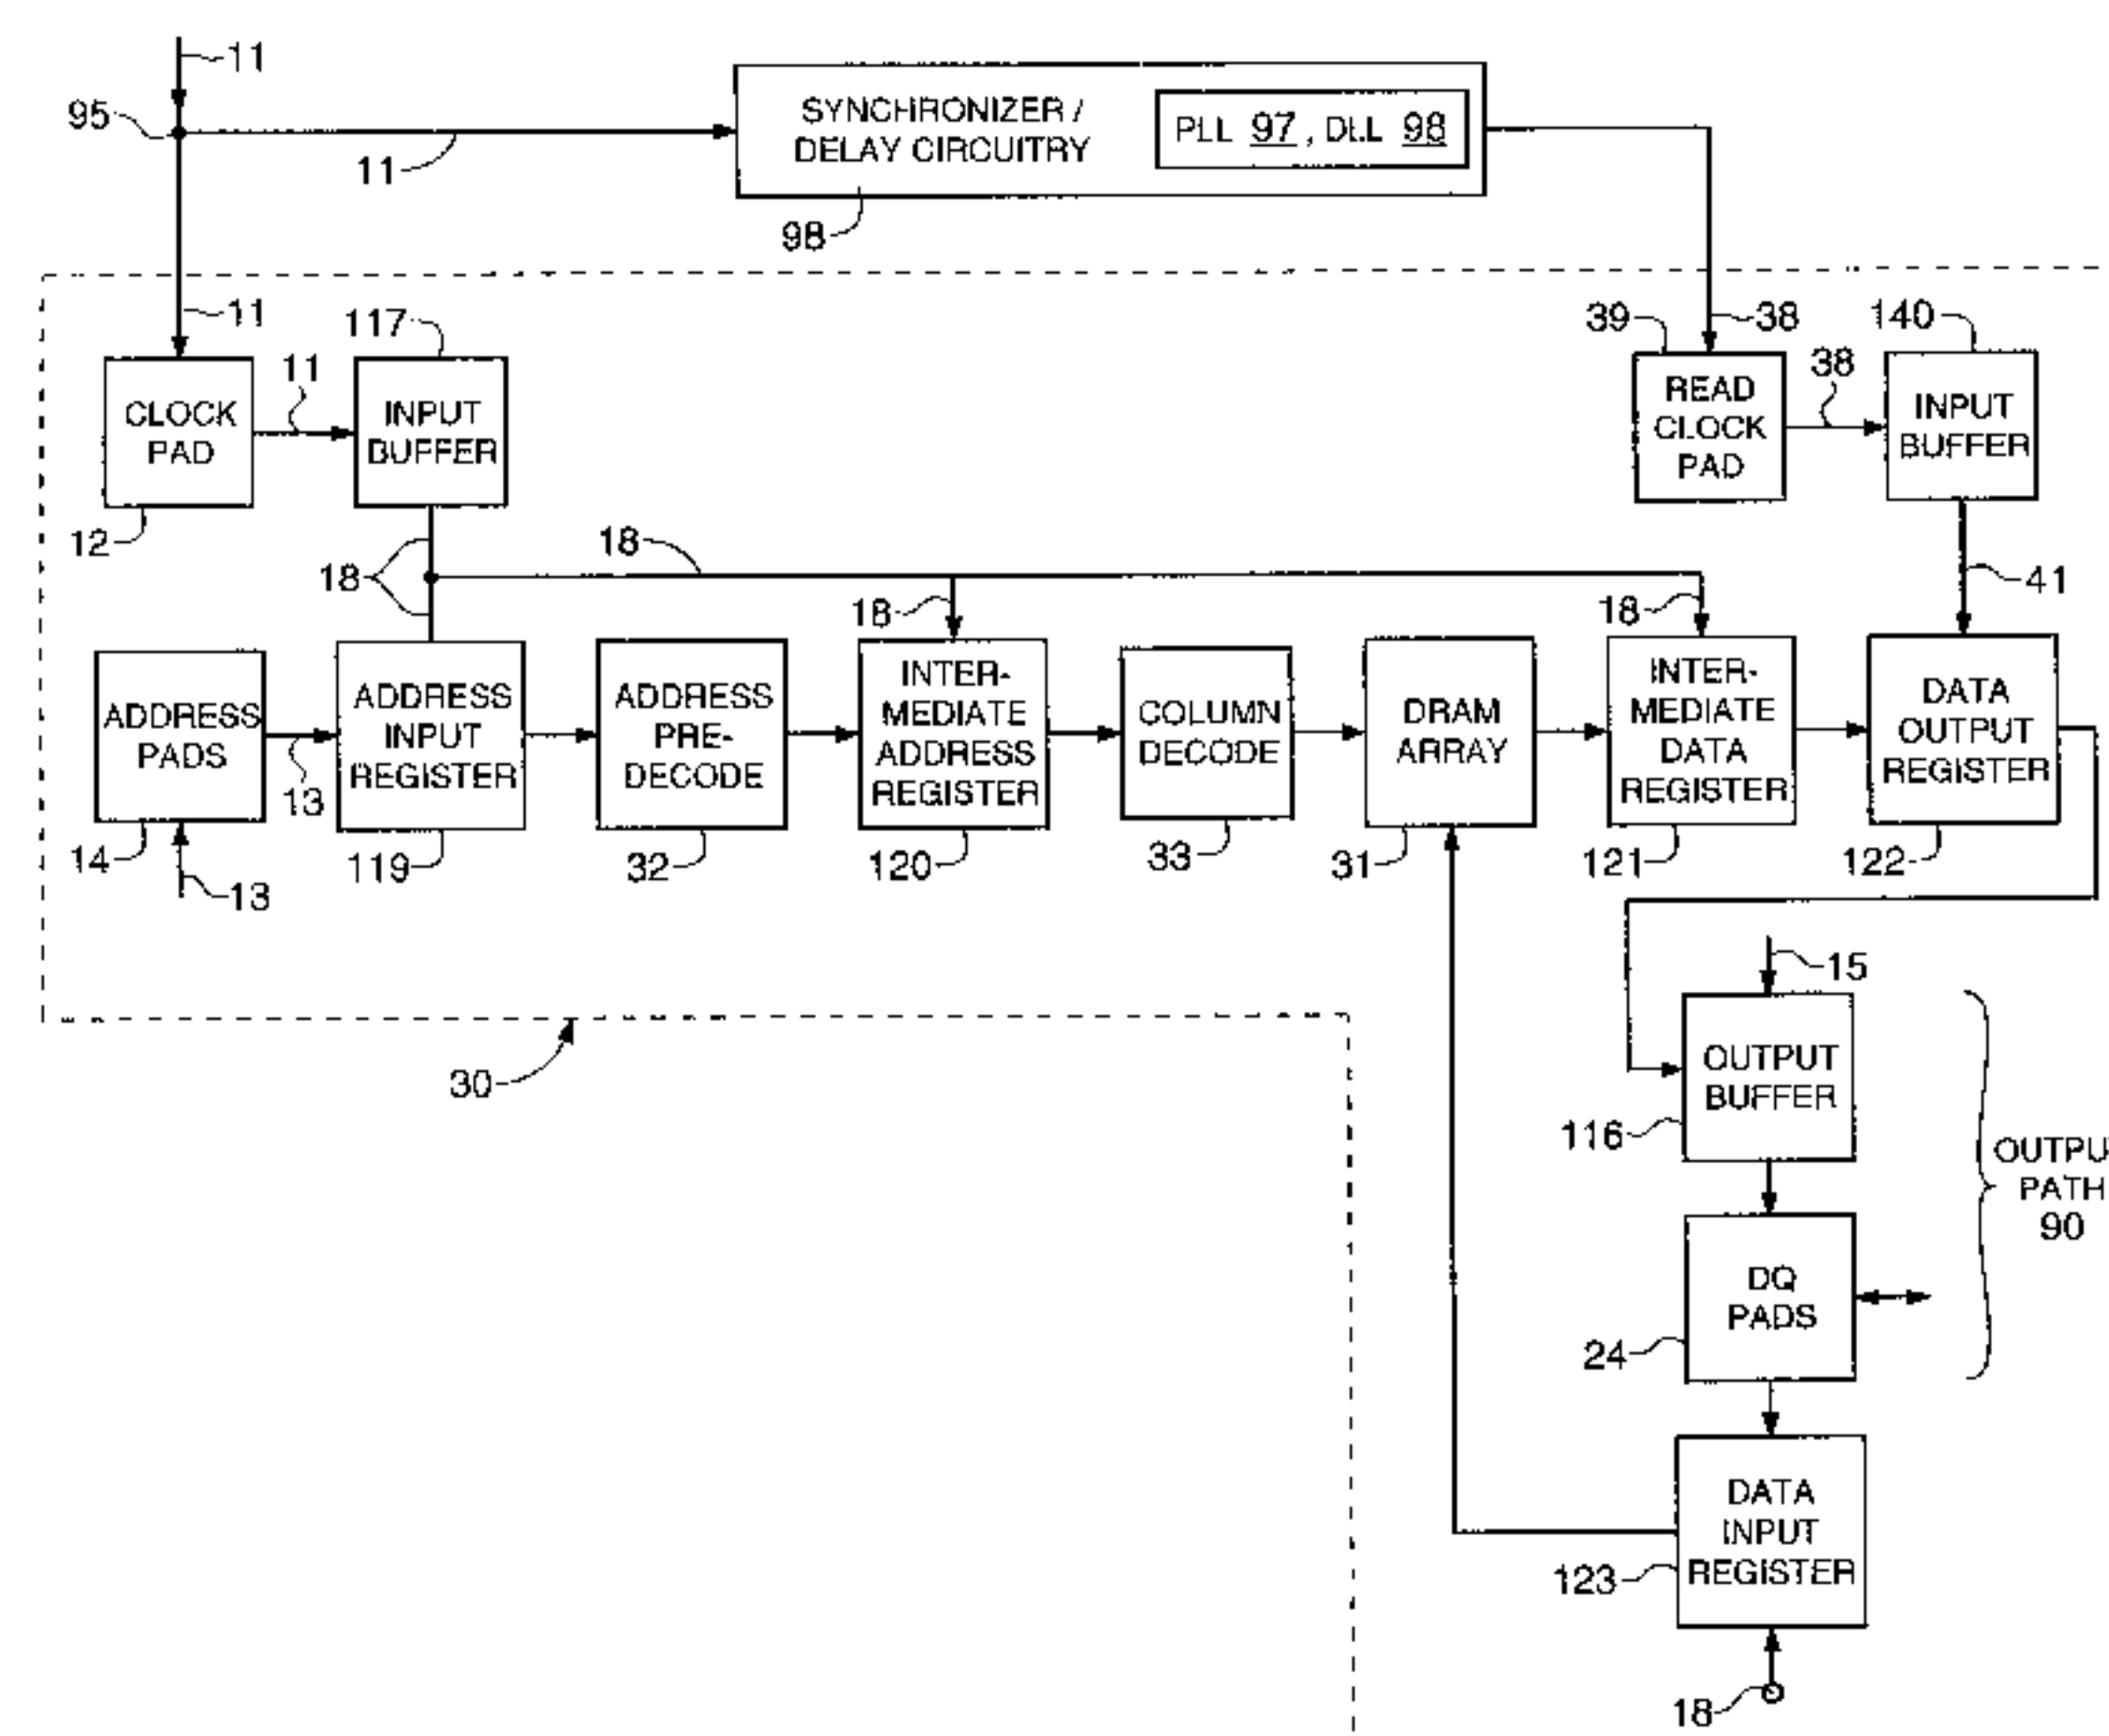 11
95
SYNCHRONIZER /
DELAY CIRCUITRY
PLL 97, DLL 98
11
98
11
117
39
38
140
CLOCK
PAD
11
INPUT
BUFFER
READ
CLOCK
PAD
38
INPUT
BUFFER
12
18
18
18
18
41
ADDRESS
PADS
13
ADDRESS
INPUT
REGISTER
ADDRESS
PRE-
DECODE
INTER-
MEDIATE
ADDRESS
REGISTER
COLUMN
DECODE
DRAM
ARRAY
INTER-
MEDIATE
DATA
REGISTER
DATA
OUTPUT
REGISTER
14
119
32
120
33
31
121
122
13
15
30
OUTPUT
BUFFER
116
OUTPU
PATH
90
DQ
PADS
24
DATA
INPUT
REGISTER
123
18